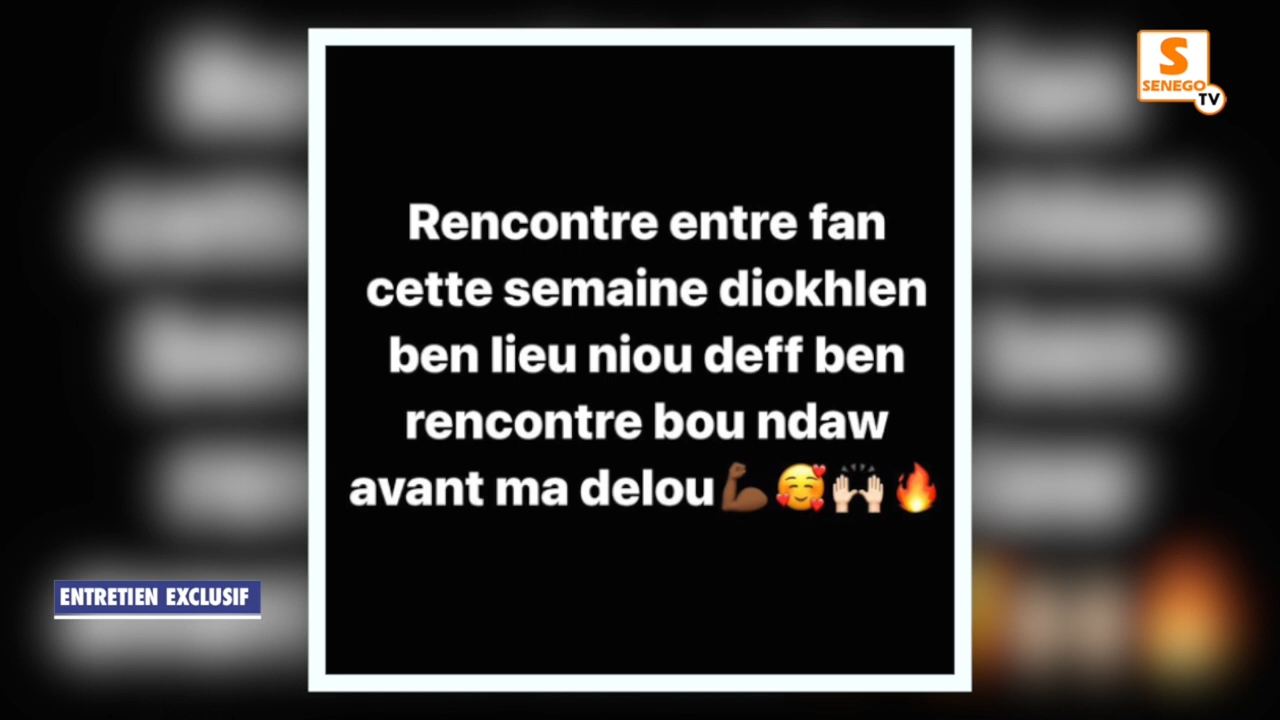 S
SENEGO
TV
Rencontre entre fan
cette semaine diokhlen
ben lieu niou deff ben
rencontre bou ndaw
avant ma delou💪🏾🥰🙌🏻🔥
ENTRETIEN EXCLUSIF